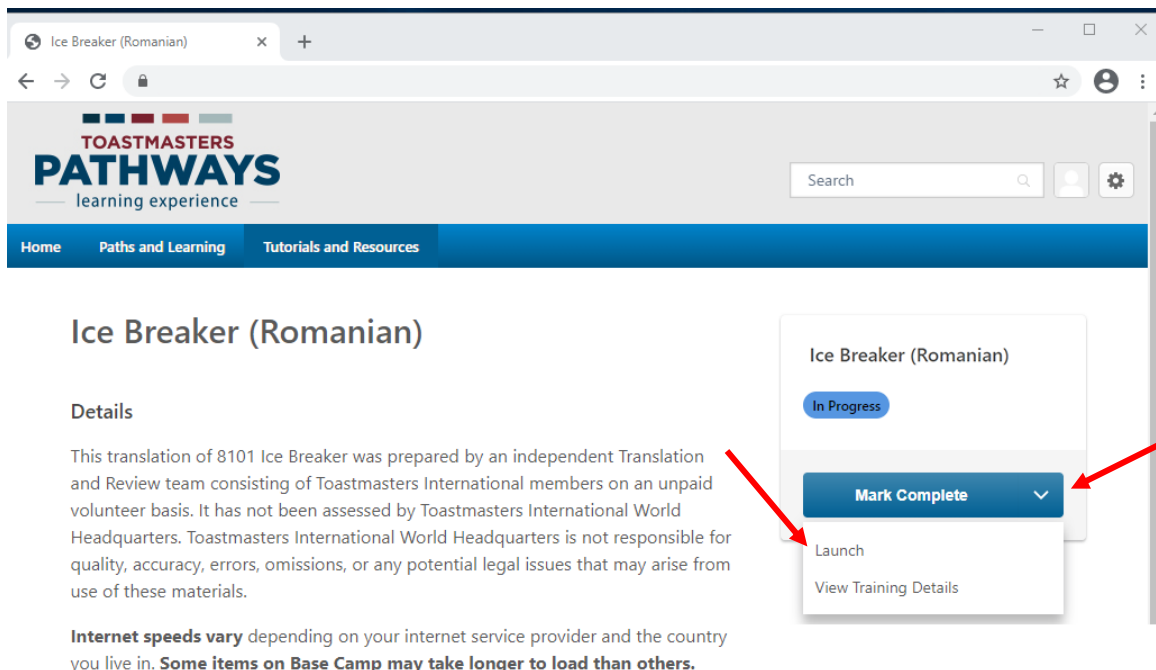 Ice Breaker (Romanian)
TOASTMASTERS
PATHWAYS
learning experience
Search
Home Paths and Learning Tutorials and Resources
Ice Breaker (Romanian)
Details
This translation of 8101 Ice Breaker was prepared by an independent Translation
and Review team consisting of Toastmasters International members on an unpaid
volunteer basis. It has not been assessed by Toastmasters International World
Headquarters. Toastmasters International World Headquarters is not responsible for
quality, accuracy, errors, omissions, or any potential legal issues that may arise from
use of these materials.
Internet speeds vary depending on your internet service provider and the country
you live in. Some items on Base Camp may take longer to load than others.
Ice Breaker (Romanian)
In Progress
Mark Complete
Launch
View Training Details